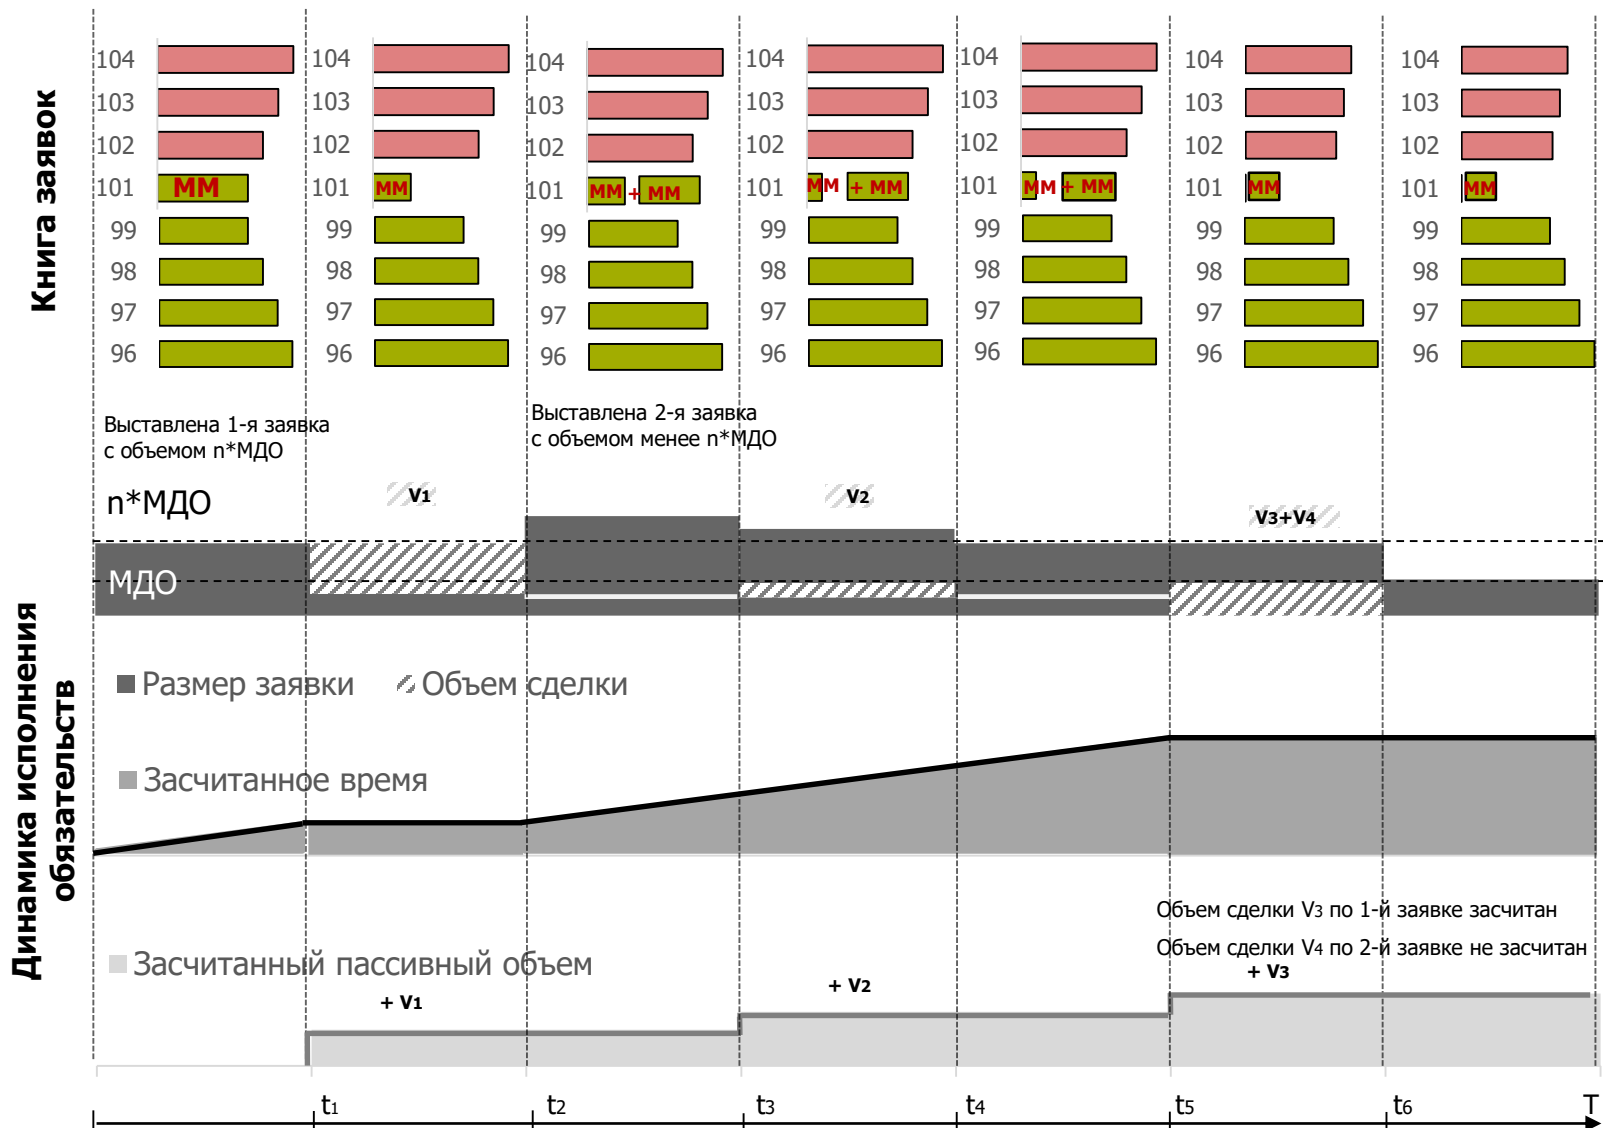 Книга заявок
104 104 104 104 104 104 104
103 103 103 103 103 103 103
102 102 102 102 102 102 102
101 ММ 101 ММ 101 ММ + ММ 101 ММ + ММ 101 ММ + ММ 101 ММ 101 ММ
99 99 99 99 99 99 99
98 98 98 98 98 98 98
97 97 97 97 97 97 97
96 96 96 96 96 96 96
Выставлена 1-я заявка
с объемом n*МДО
Выставлена 2-я заявка
с объемом менее n*МДО
n*МДО
V1
V2
V3+V4
МДО
Динамика исполнения
обязательств
Размер заявки
Объем сделки
Засчитанное время
Объем сделки V3 по 1-й заявке засчитан
Объем сделки V4 по 2-й заявке не засчитан
Засчитанный пассивный объем
+ V1
+ V2
+ V3
t1 t2 t3 t4 t5 t6 T